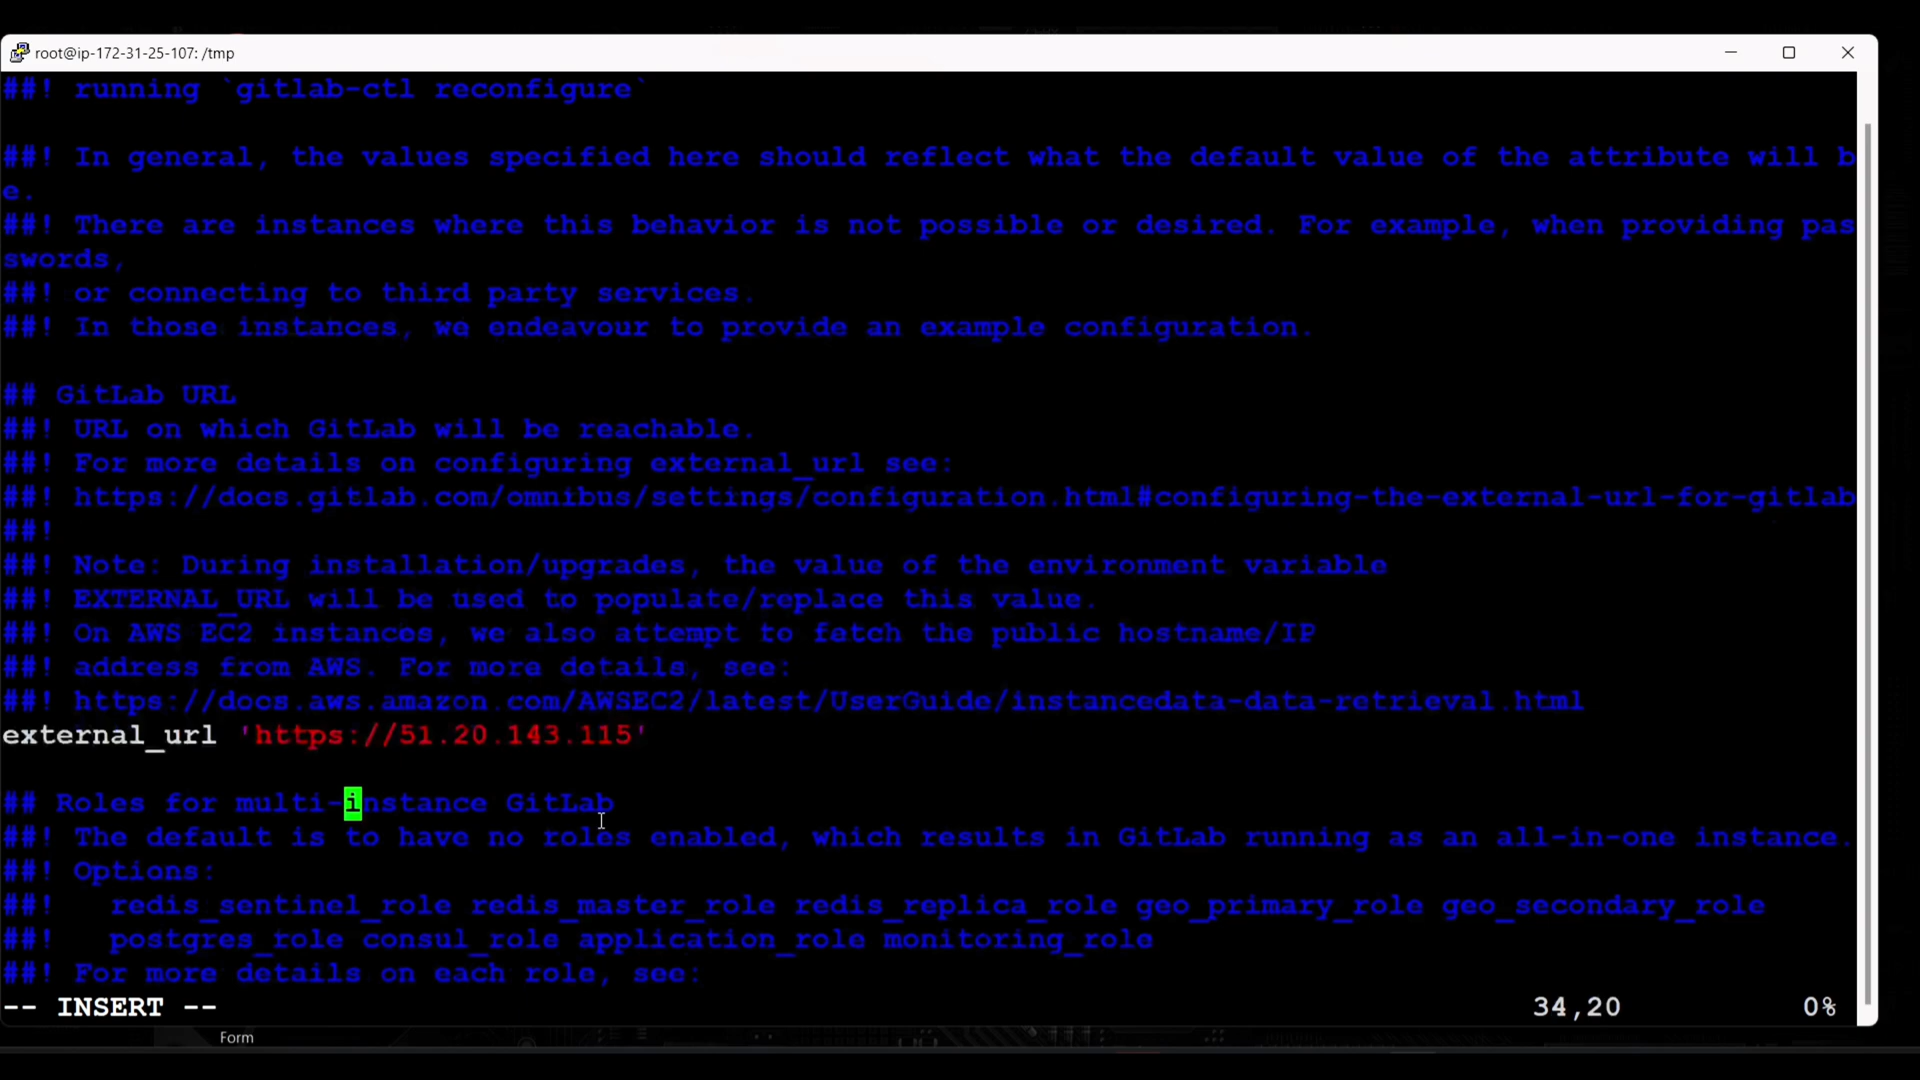 root@ip-172-31-25-107: /tmp
##! running `gitlab-ctl reconfigure`
##! In general, the values specified here should reflect what the default value of the attribute will b
e.
##! There are instances where this behavior is not possible or desired. For example, when providing pas
swords,
##! or connecting to third party services.
##! In those instances, we endeavour to provide an example configuration.
## GitLab URL
##! URL on which GitLab will be reachable.
##! For more details on configuring external_url see:
##! https://docs.gitlab.com/omnibus/settings/configuration.html#configuring-the-external-url-for-gitlab
##!
##! Note: During installation/upgrades, the value of the environment variable
##! EXTERNAL_URL will be used to populate/replace this value.
##! On AWS EC2 instances, we also attempt to fetch the public hostname/IP
##! address from AWS. For more details, see:
##! https://docs.aws.amazon.com/AWSEC2/latest/UserGuide/instancedata-data-retrieval.html
external_url 'https://51.20.143.115'
## Roles for multi-instance GitLab
##! The default is to have no roles enabled, which results in GitLab running as an all-in-one instance.
##! Options:
##!   redis_sentinel_role redis_master_role redis_replica_role geo_primary_role geo_secondary_role
##!   postgres_role consul_role application_role monitoring_role
##! For more details on each role, see:
-- INSERT -- 34,20 0%
Form